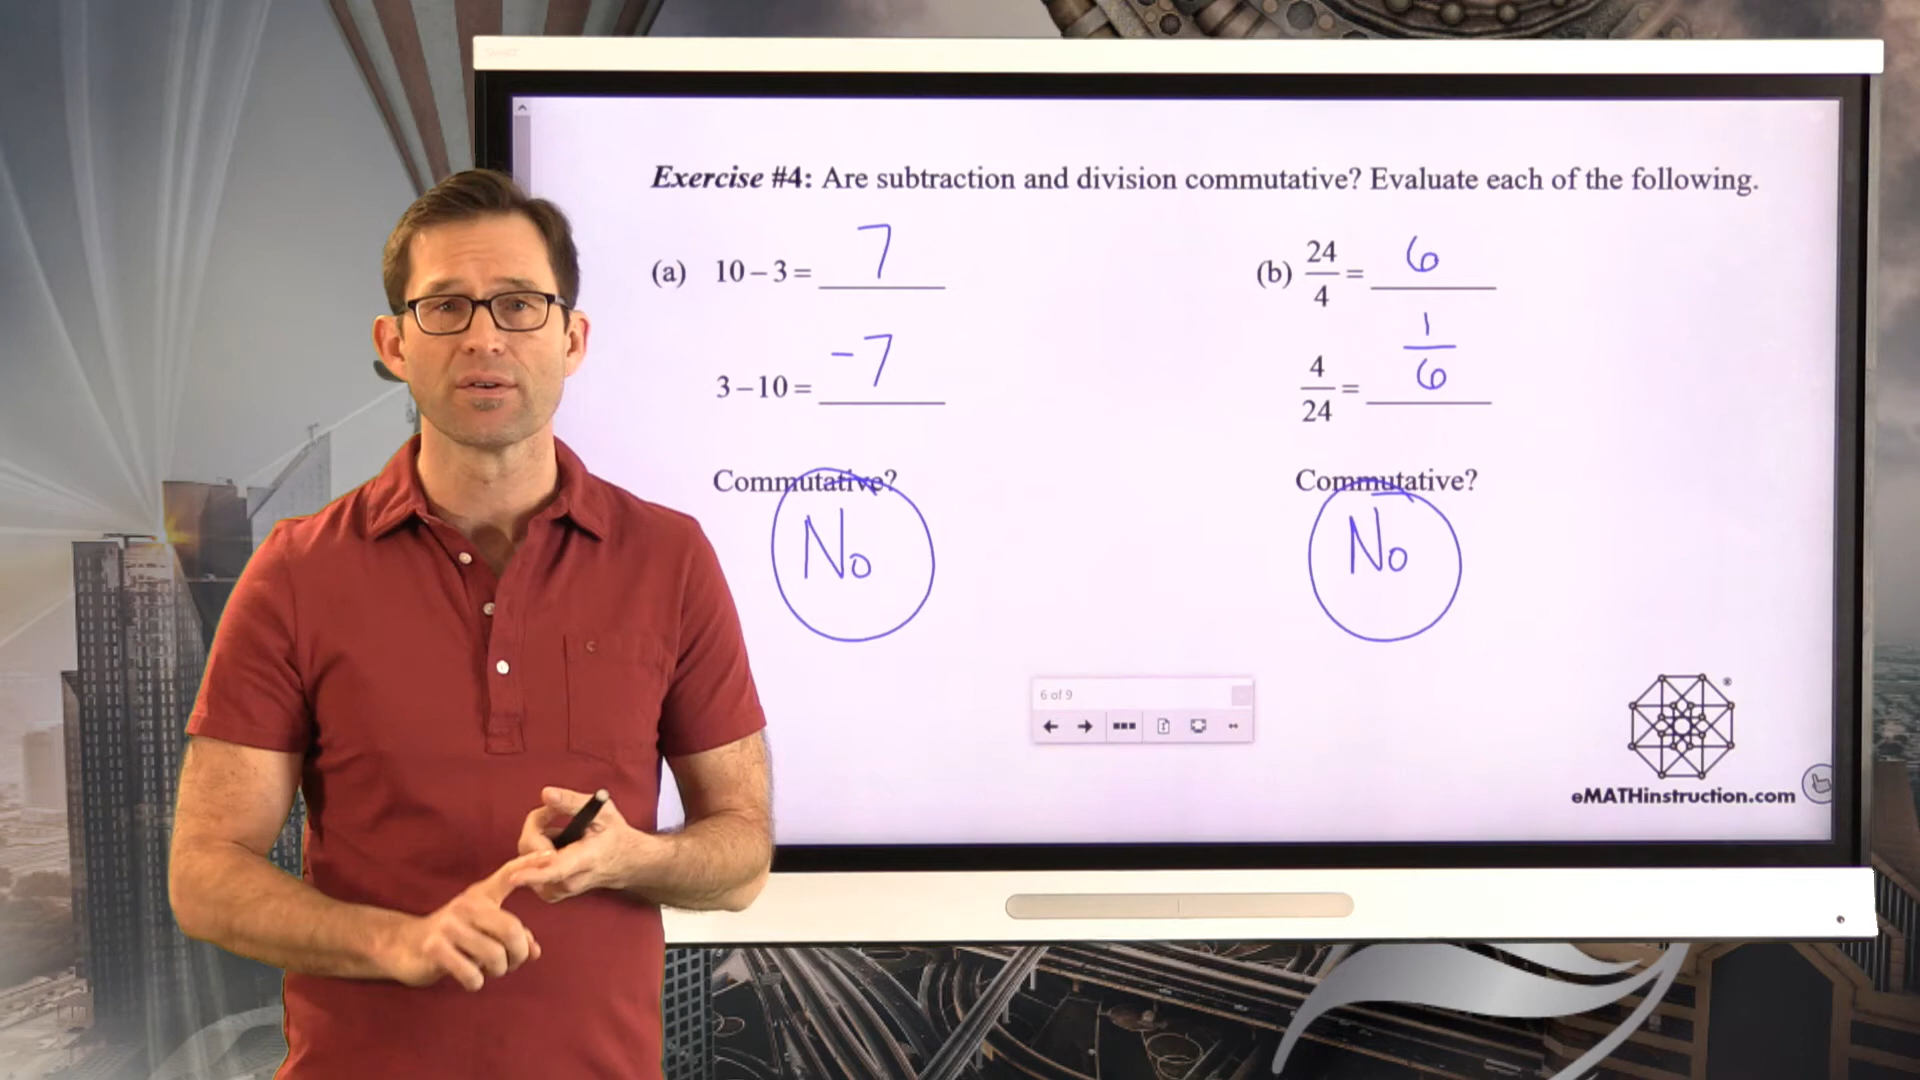 Exercise #4: Are subtraction and division commutative? Evaluate each of the following.
(a) 10 – 3 = 7
3 – 10 = -7
Commutative?
No
(b) 24/4 = 6
4/24 = 1/6
Commutative?
No
6 of 9
®
eMATHinstruction.com